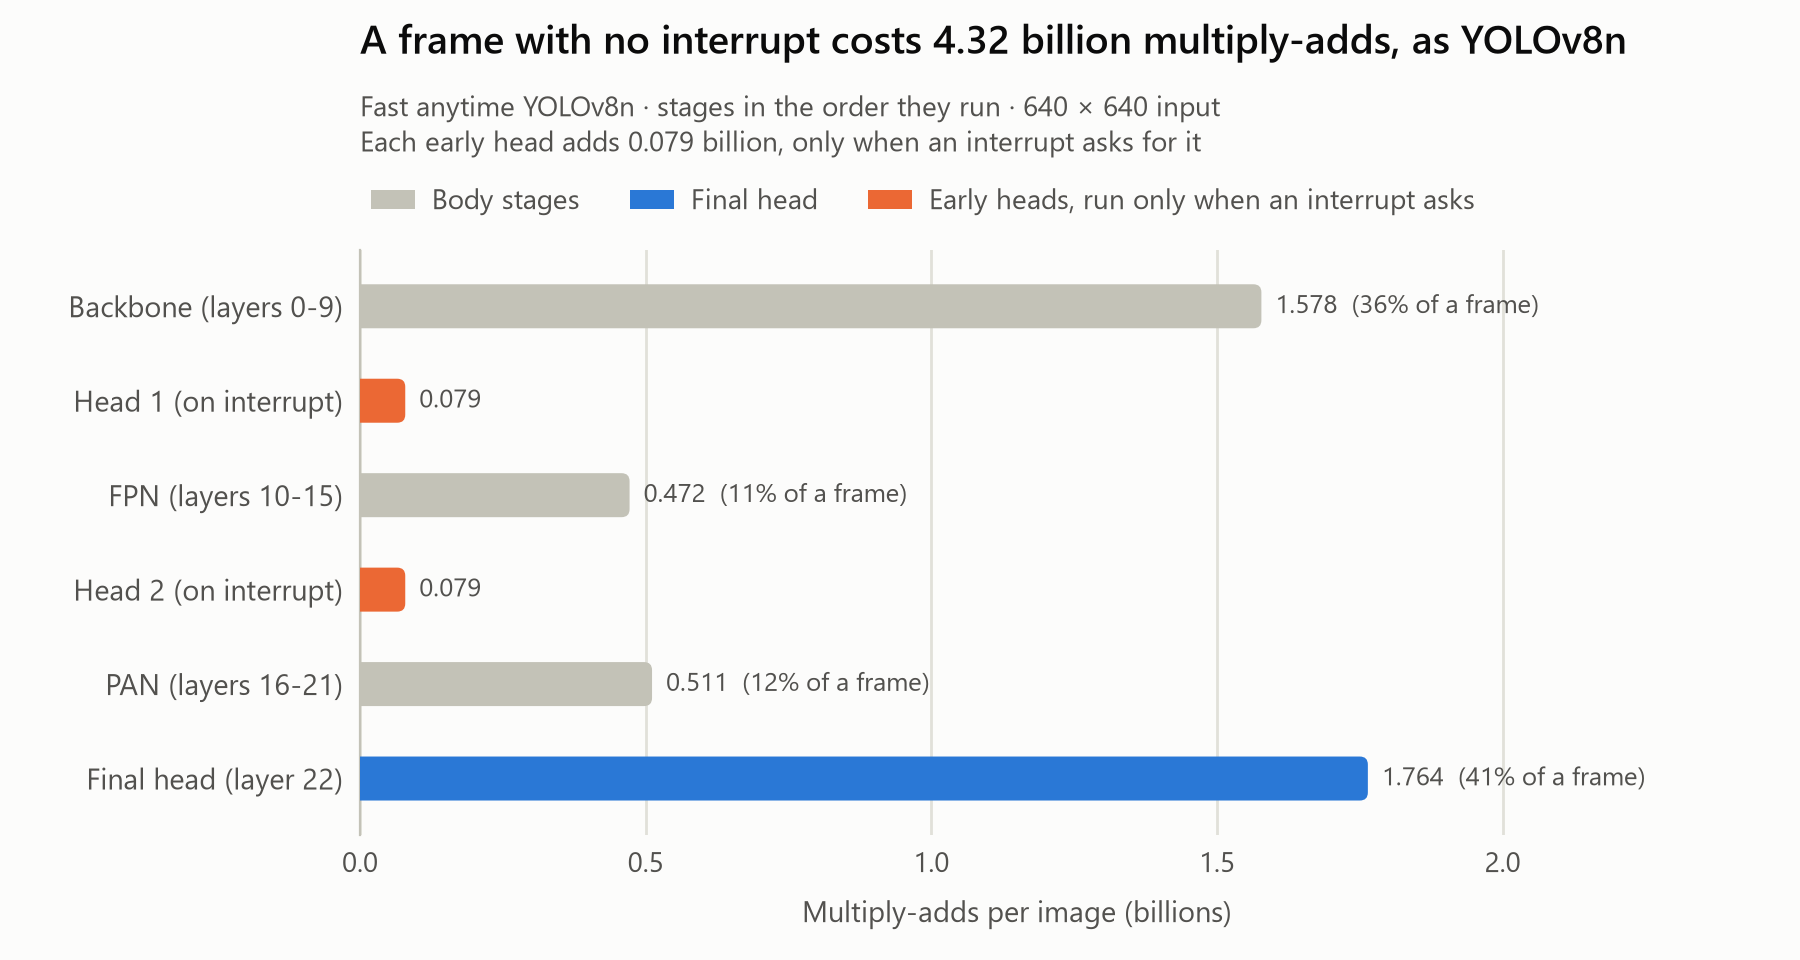 A frame with no interrupt costs 4.32 billion multiply-adds, as YOLOv8n
Fast anytime YOLOv8n · stages in the order they run · 640 × 640 input
Each early head adds 0.079 billion, only when an interrupt asks for it
Body stages
Final head
Early heads, run only when an interrupt asks
Backbone (layers 0-9)
1.578 (36% of a frame)
Head 1 (on interrupt)
0.079
FPN (layers 10-15)
0.472 (11% of a frame)
Head 2 (on interrupt)
0.079
PAN (layers 16-21)
0.511 (12% of a frame)
Final head (layer 22)
1.764 (41% of a frame)
0.0
0.5
1.0
1.5
2.0
Multiply-adds per image (billions)